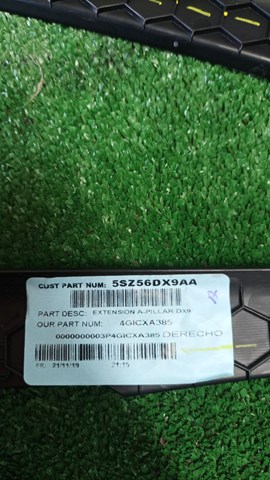 CUST PART NUM: 5SZ56DX9AA
PART DESC: EXTENSION A-PILLAR DX9
OUR PART NUM: 4GICXA385
0000000003P4GICXA385 DERECHO
FR: 21/11/19 21:15